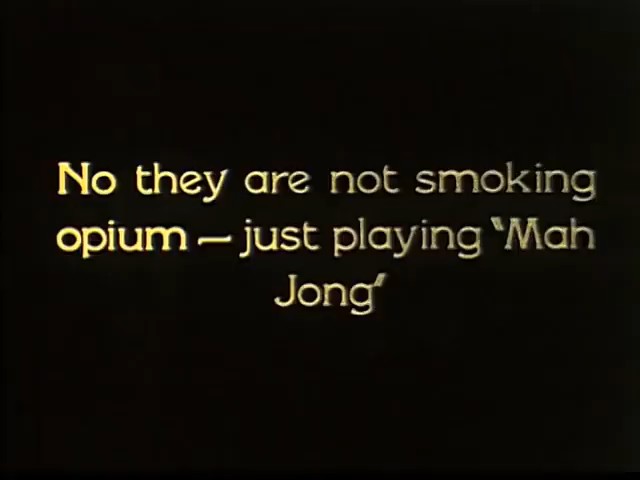 No they are not smoking
opium — just playing ‘Mah
Jong’